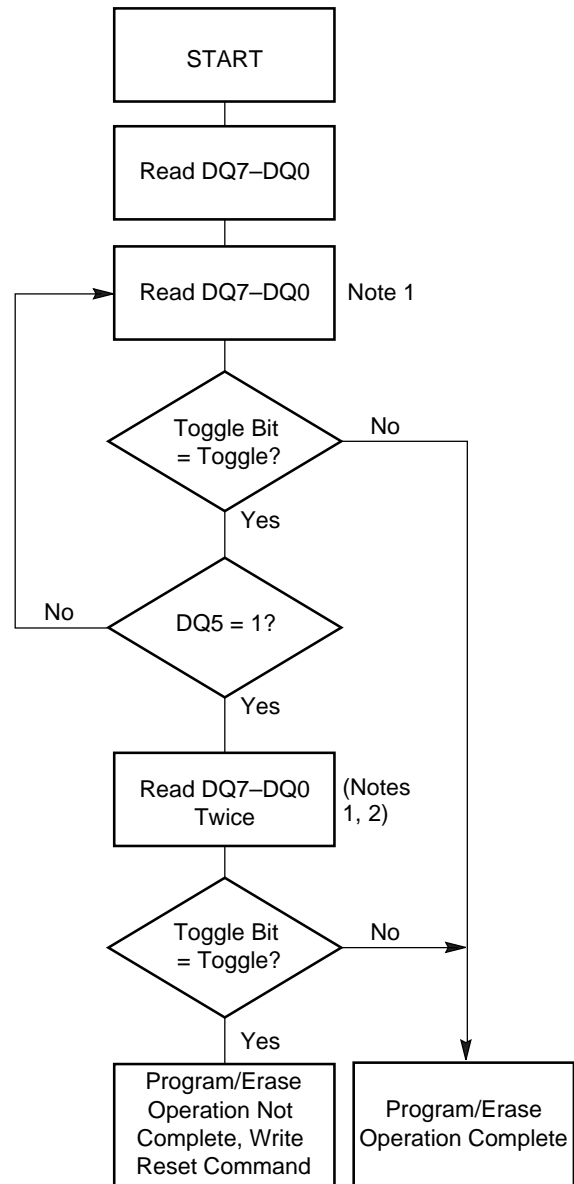 START
Read DQ7–DQ0
Read DQ7–DQ0
Note 1
Toggle Bit
= Toggle?
No
Yes
No
DQ5 = 1?
Yes
Read DQ7–DQ0
Twice
(Notes
1, 2)
Toggle Bit
= Toggle?
No
Yes
Program/Erase
Operation Not
Complete, Write
Reset Command
Program/Erase
Operation Complete